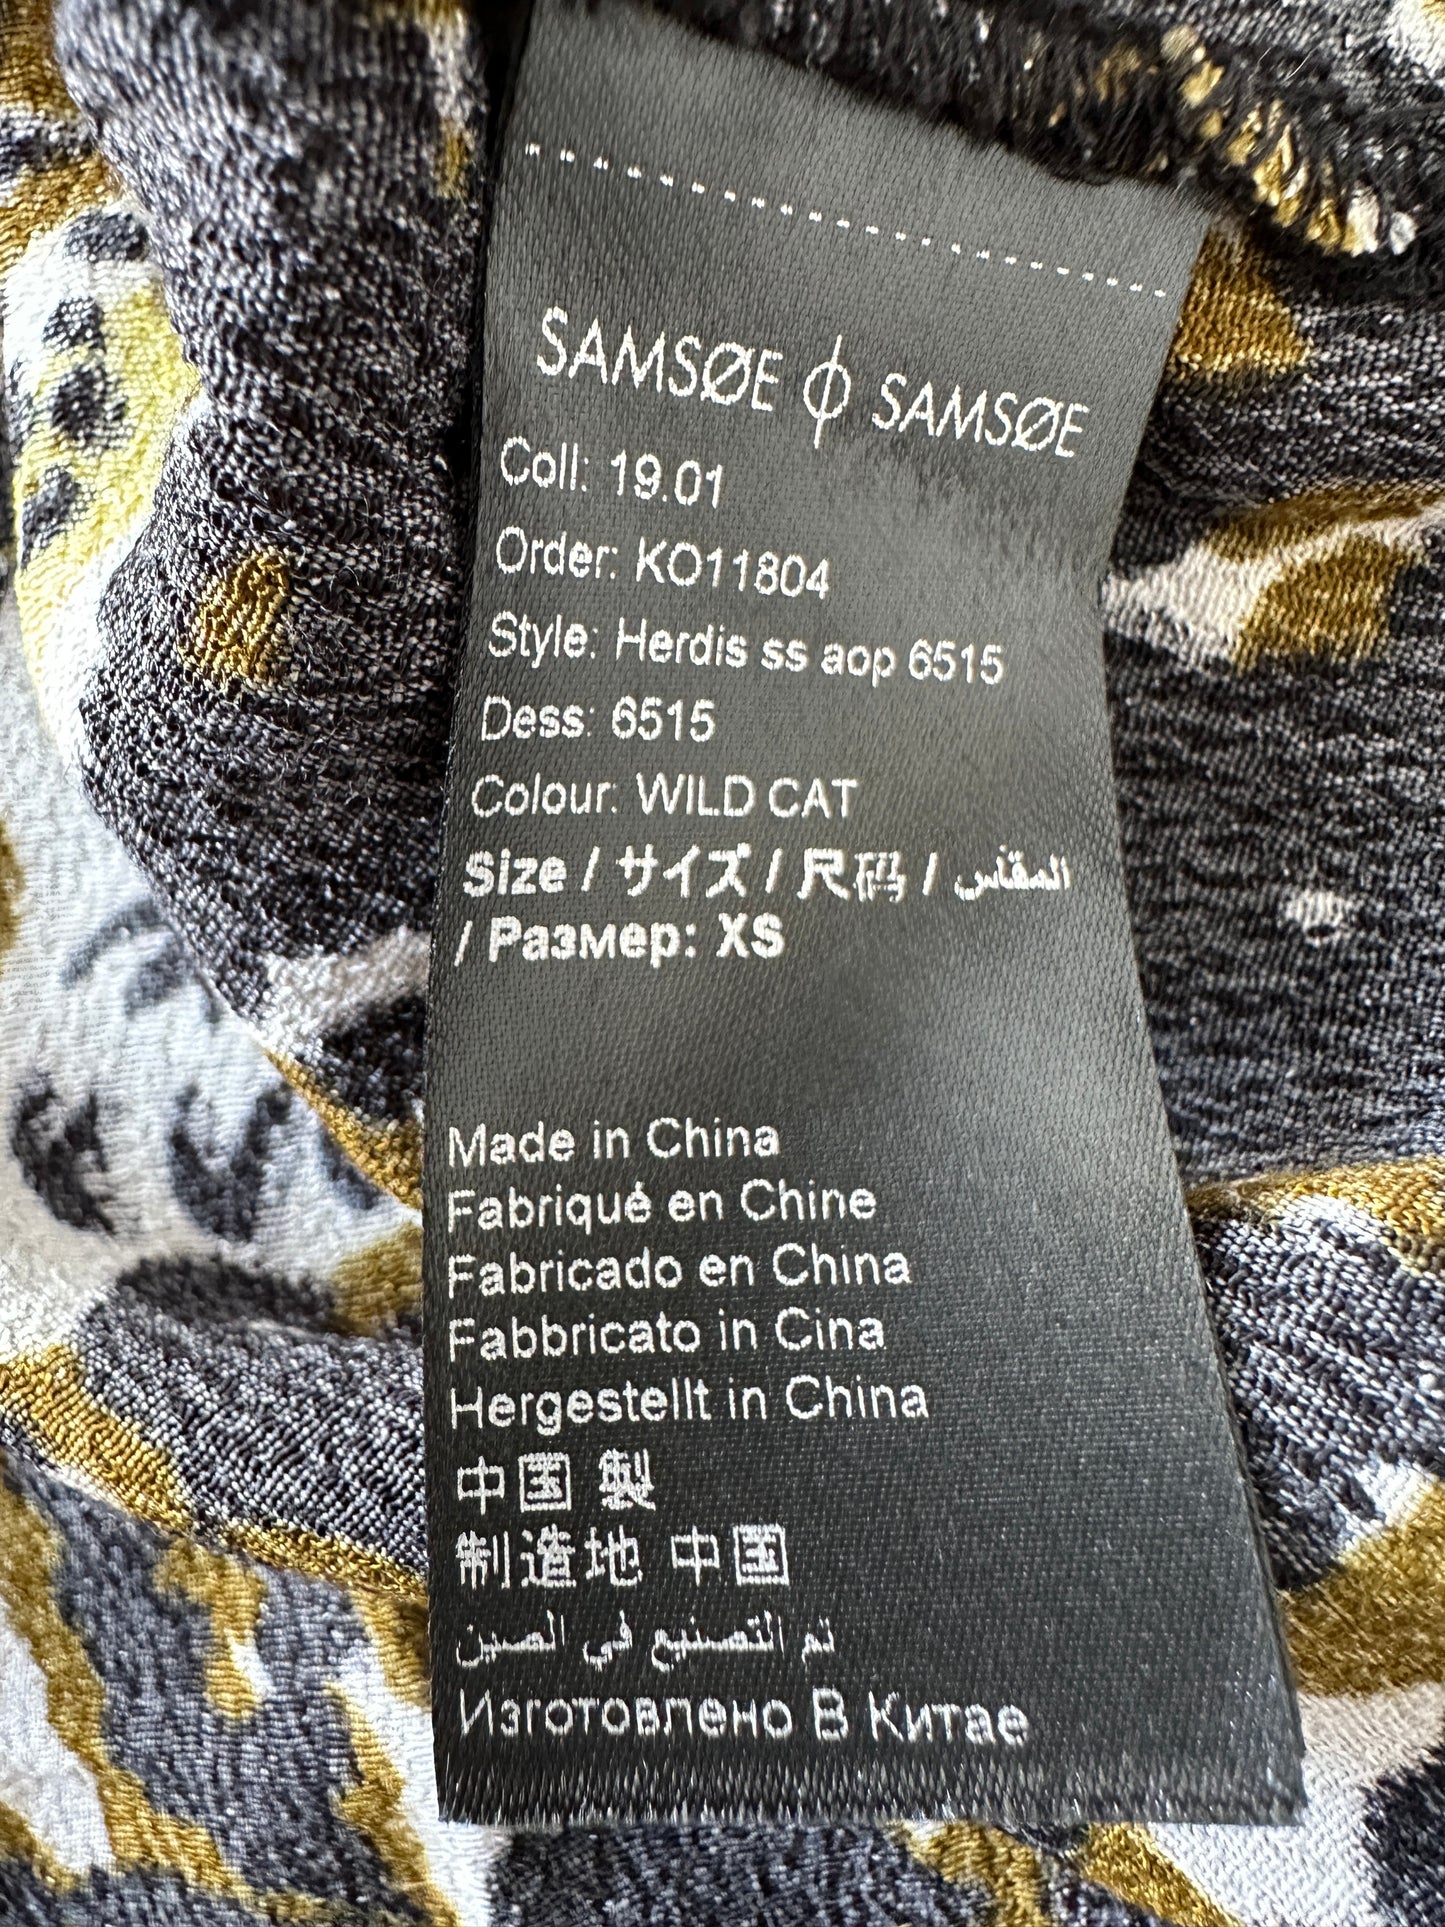 SAMSØE ϕ SAMSØE
Coll: 19.01
Order: KO11804
Style: Herdis ss aop 6515
Dess: 6515
Colour: WILD CAT
Size / サイズ / 尺码 / المقاس
/ Размер: XS
Made in China
Fabriqué en Chine
Fabricado en China
Fabbricato in Cina
Hergestellt in China
中国 製
制造地 中国
تم التصنيع في الصين
Изготовлено В Китае